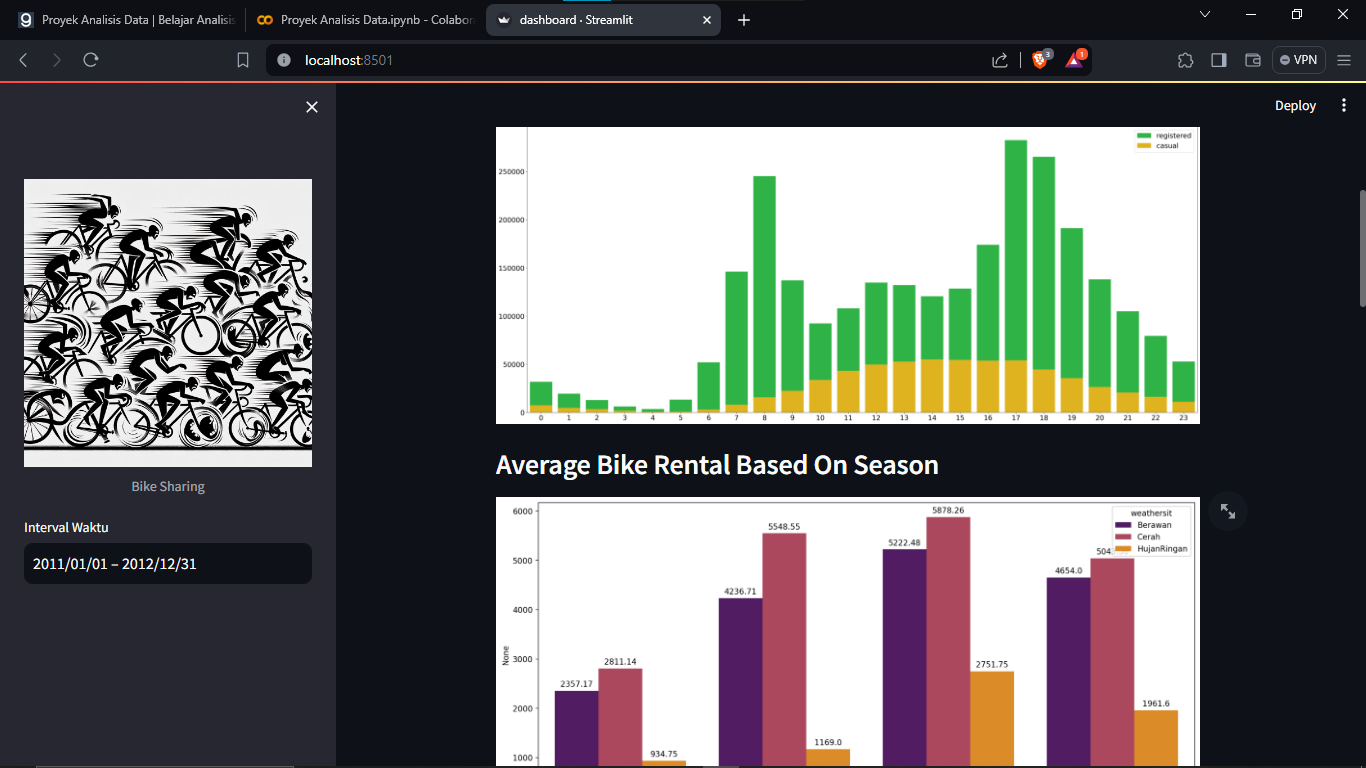 Proyek Analisis Data | Belajar Analisis
Proyek Analisis Data.ipynb - Colabor
dashboard · Streamlit
localhost:8501
3
1
VPN
Deploy
Bike Sharing
Interval Waktu
2011/01/01 – 2012/12/31
registered
casual
250000
200000
150000
100000
50000
0
0 1 2 3 4 5 6 7 8 9 10 11 12 13 14 15 16 17 18 19 20 21 22 23
Average Bike Rental Based On Season
weathersit
Berawan
Cerah
HujanRingan
6000
5000
4000
3000
2000
1000
None
2357.17
2811.14
934.75
4236.71
5548.55
1169.0
5222.48
5878.26
2751.75
4654.0
1961.6